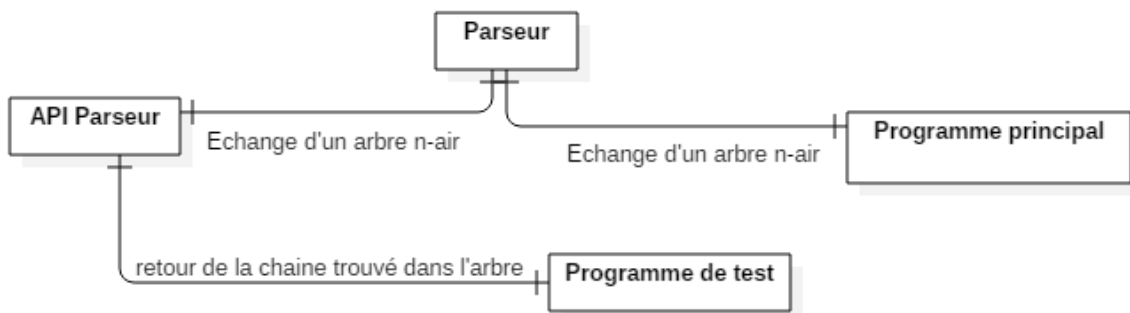 Parseur
API Parseur
Echange d'un arbre n-air
Programme principal
Echange d'un arbre n-air
retour de la chaine trouvé dans l'arbre
Programme de test